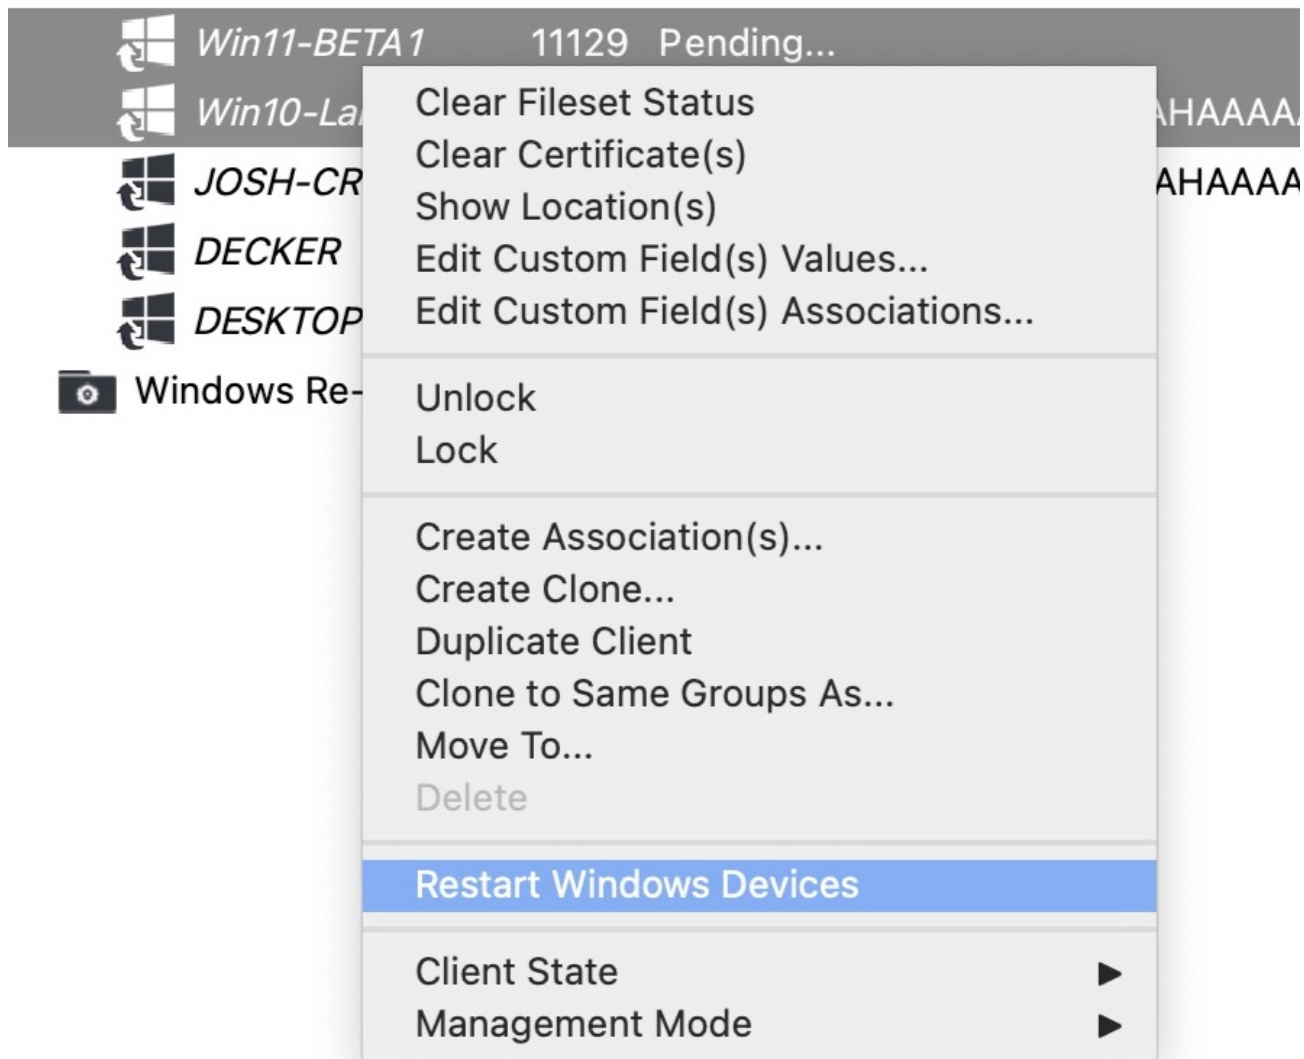 Win11-BETA1 11129 Pending...
Win10-La AHAAAA
JOSH-CR AHAAAA
DECKER
DESKTOP
Windows Re-
Clear Fileset Status
Clear Certificate(s)
Show Location(s)
Edit Custom Field(s) Values...
Edit Custom Field(s) Associations...
Unlock
Lock
Create Association(s)...
Create Clone...
Duplicate Client
Clone to Same Groups As...
Move To...
Delete
Restart Windows Devices
Client State
Management Mode